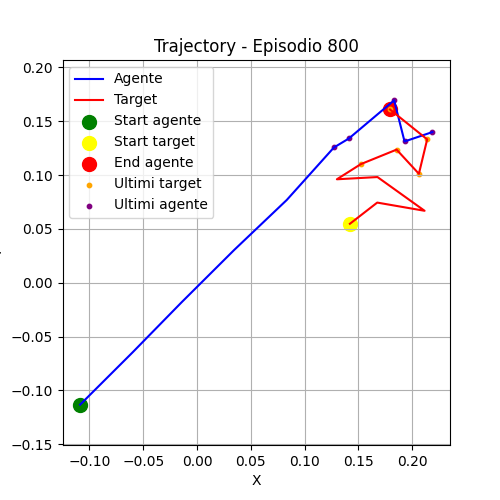 Trajectory - Episodio 800
Agente
Target
Start agente
Start target
End agente
Ultimi target
Ultimi agente
0.20
0.15
0.10
0.05
0.00
−0.05
−0.10
−0.15
−0.10
−0.05
0.00
0.05
0.10
0.15
0.20
X